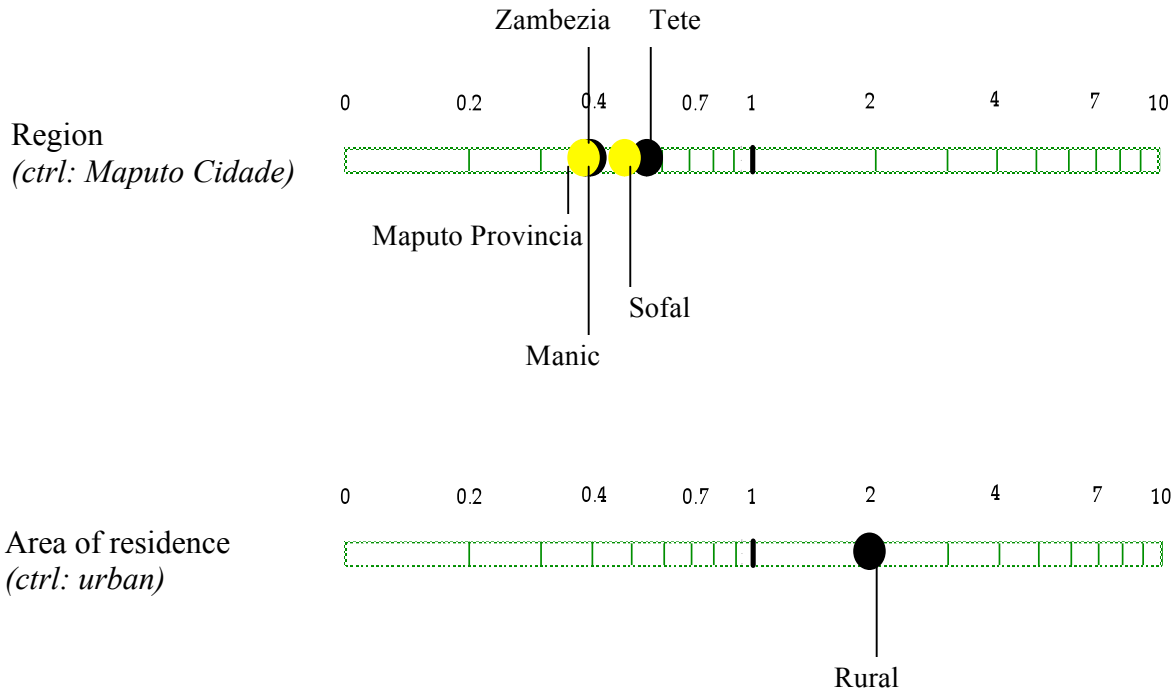 Zambezia Tete
0 0.2 0.4 0.7 1 2 4 7 10
Region
(ctrl: Maputo Cidade)
Maputo Provincia
Sofal
Manic
0 0.2 0.4 0.7 1 2 4 7 10
Area of residence
(ctrl: urban)
Rural